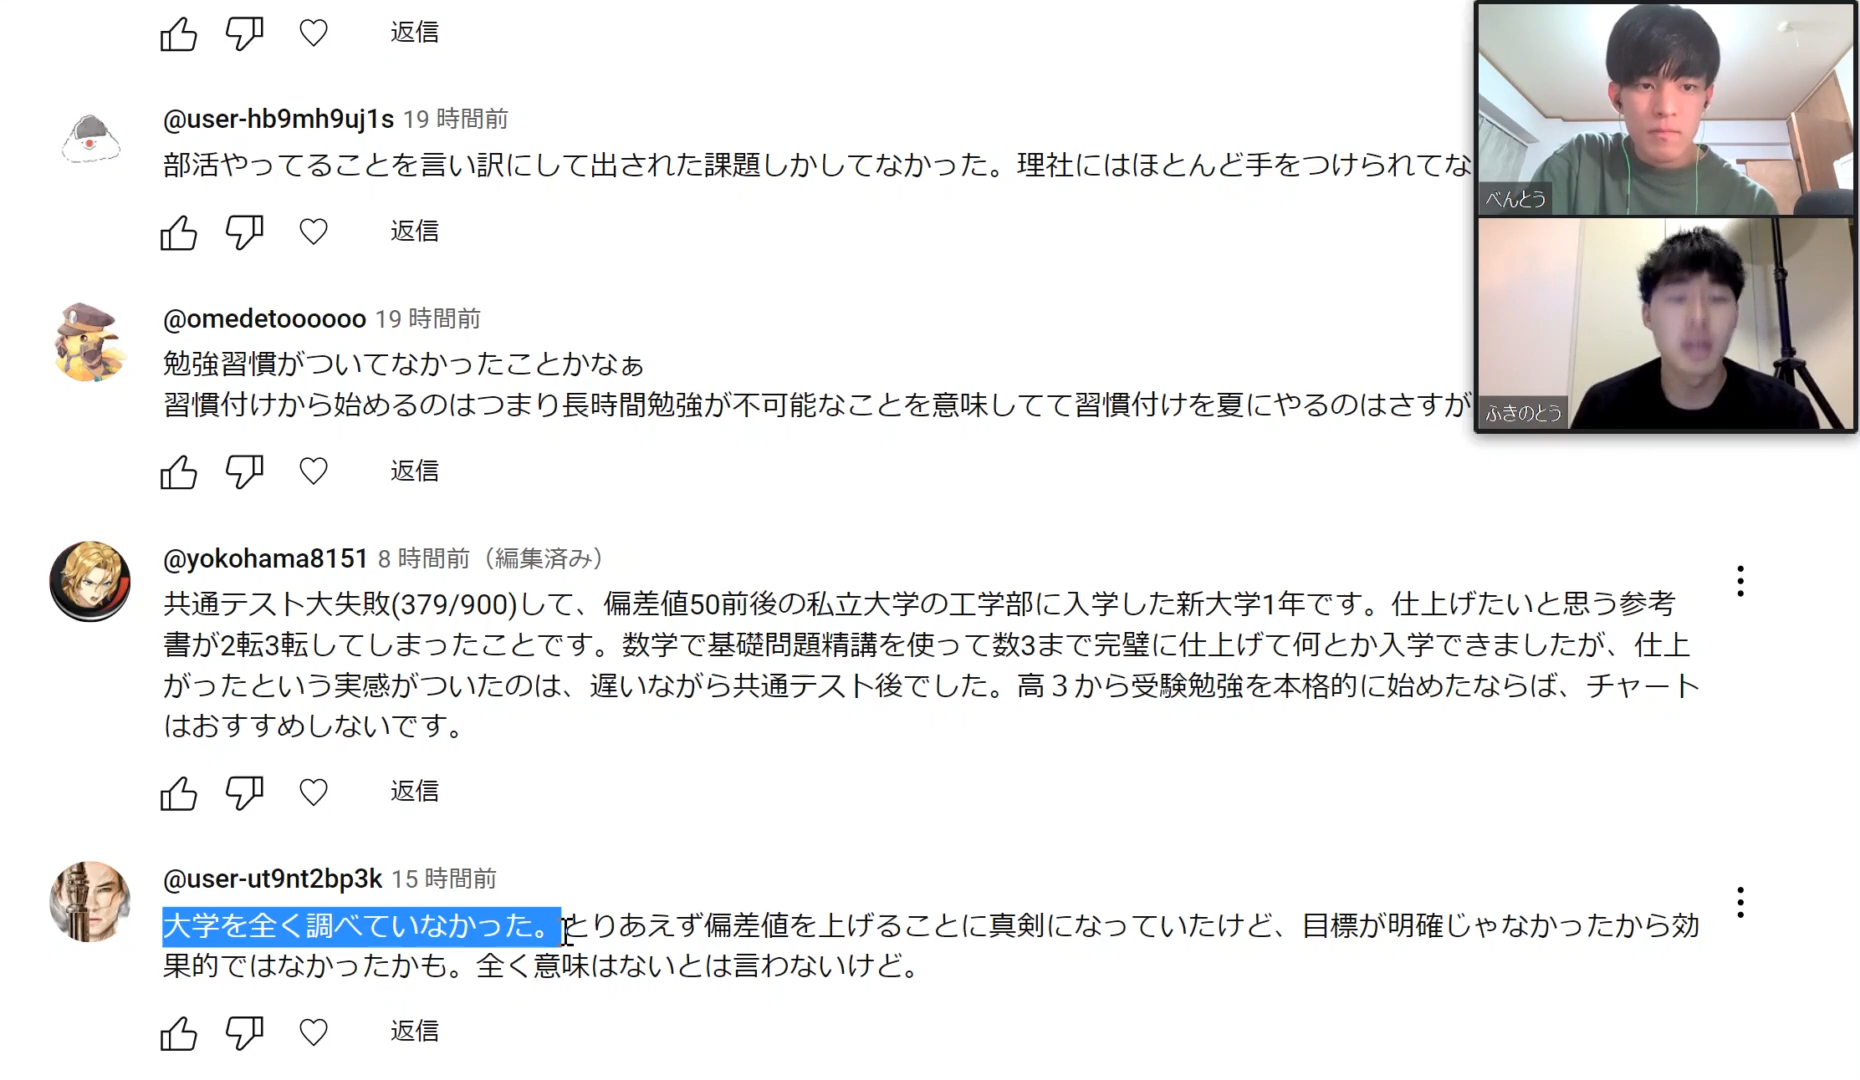 返信
@user-hb9mh9uj1s 19 時間前
部活やってることを言い訳にして出された課題しかしてなかった。理社にはほとんど手をつけられてな
返信
@omedetoooooo 19 時間前
勉強習慣がついてなかったことかなぁ
習慣付けから始めるのはつまり長時間勉強が不可能なことを意味してて習慣付けを夏にやるのはさすが
返信
@yokohama8151 8 時間前（編集済み）
共通テスト大失敗(379/900)して、偏差値50前後の私立大学の工学部に入学した新大学1年です。仕上げたいと思う参考
書が2転3転してしまったことです。数学で基礎問題精講を使って数3まで完璧に仕上げて何とか入学できましたが、仕上
がったという実感がついたのは、遅いながら共通テスト後でした。高３から受験勉強を本格的に始めたならば、チャート
はおすすめしないです。
返信
@user-ut9nt2bp3k 15 時間前
大学を全く調べていなかった。とりあえず偏差値を上げることに真剣になっていたけど、目標が明確じゃなかったから効
果的ではなかったかも。全く意味はないとは言わないけど。
返信
べんとう
ふきのとう